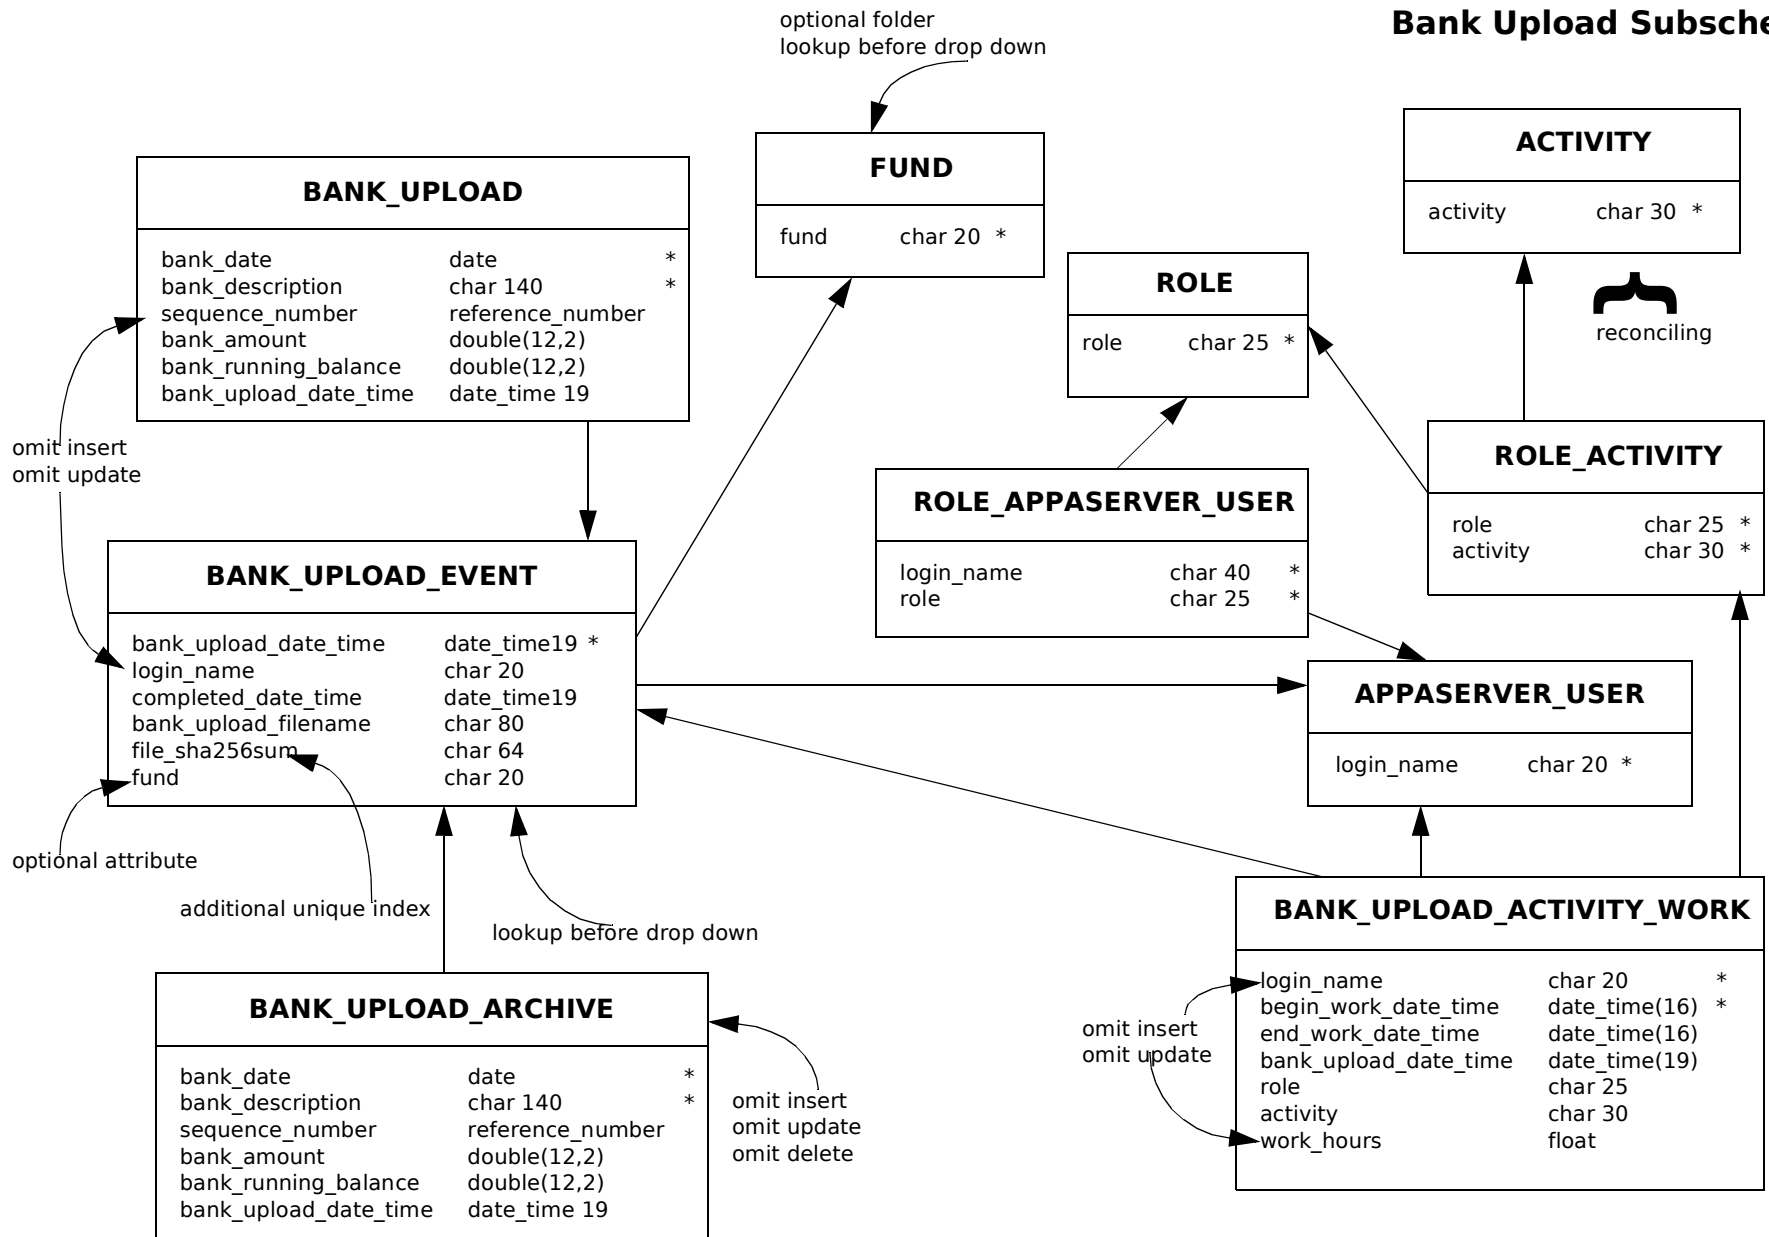 optional folder
lookup before drop down
Bank Upload Subsche
BANK_UPLOAD
bank_date date *
bank_description char 140 *
sequence_number reference_number
bank_amount double(12,2)
bank_running_balance double(12,2)
bank_upload_date_time date_time 19
FUND
fund char 20 *
ACTIVITY
activity char 30 *
reconciling
ROLE
role char 25 *
omit insert
omit update
ROLE_ACTIVITY
role char 25 *
activity char 30 *
ROLE_APPASERVER_USER
login_name char 40 *
role char 25 *
BANK_UPLOAD_EVENT
bank_upload_date_time date_time19 *
login_name char 20
completed_date_time date_time19
bank_upload_filename char 80
file_sha256sum char 64
fund char 20
APPASERVER_USER
login_name char 20 *
optional attribute
additional unique index
lookup before drop down
BANK_UPLOAD_ACTIVITY_WORK
login_name char 20 *
begin_work_date_time date_time(16) *
end_work_date_time date_time(16)
bank_upload_date_time date_time(19)
role char 25
activity char 30
work_hours float
omit insert
omit update
BANK_UPLOAD_ARCHIVE
bank_date date *
bank_description char 140 *
sequence_number reference_number
bank_amount double(12,2)
bank_running_balance double(12,2)
bank_upload_date_time date_time 19
omit insert
omit update
omit delete